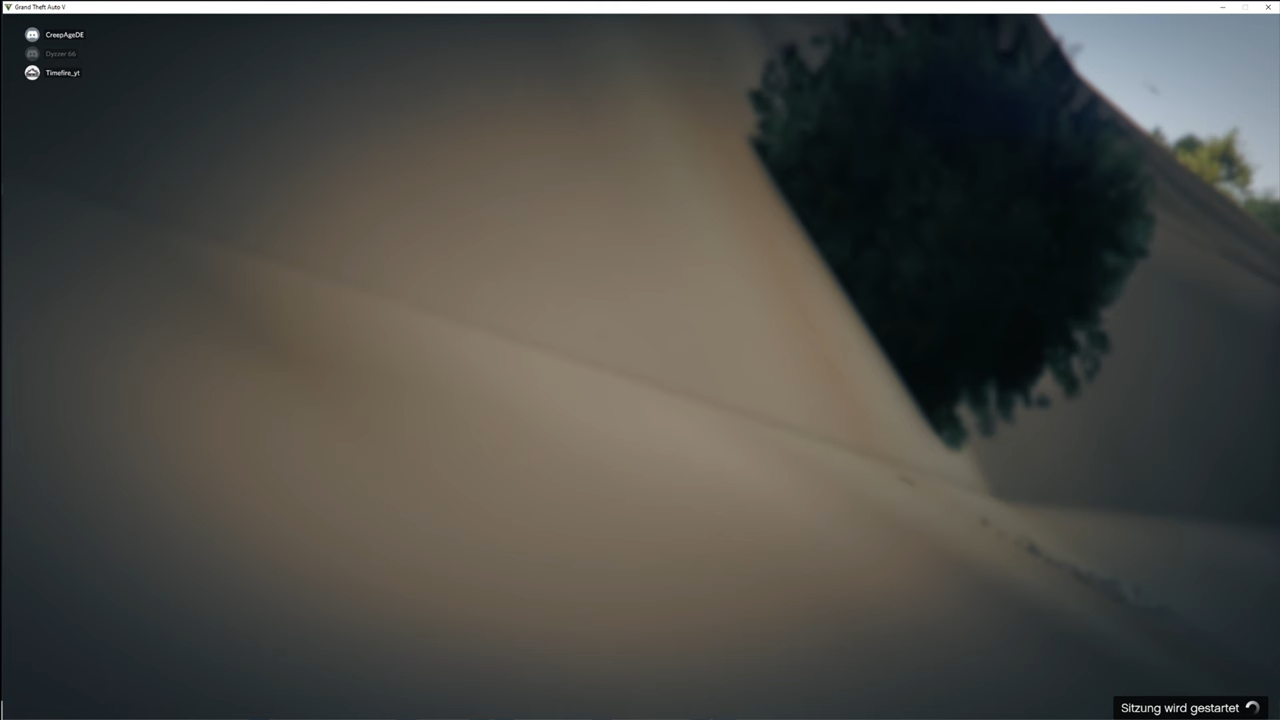 Grand Theft Auto V
CreepAgeDE
Dyzzer 66
Timefire_yt
Sitzung wird gestartet